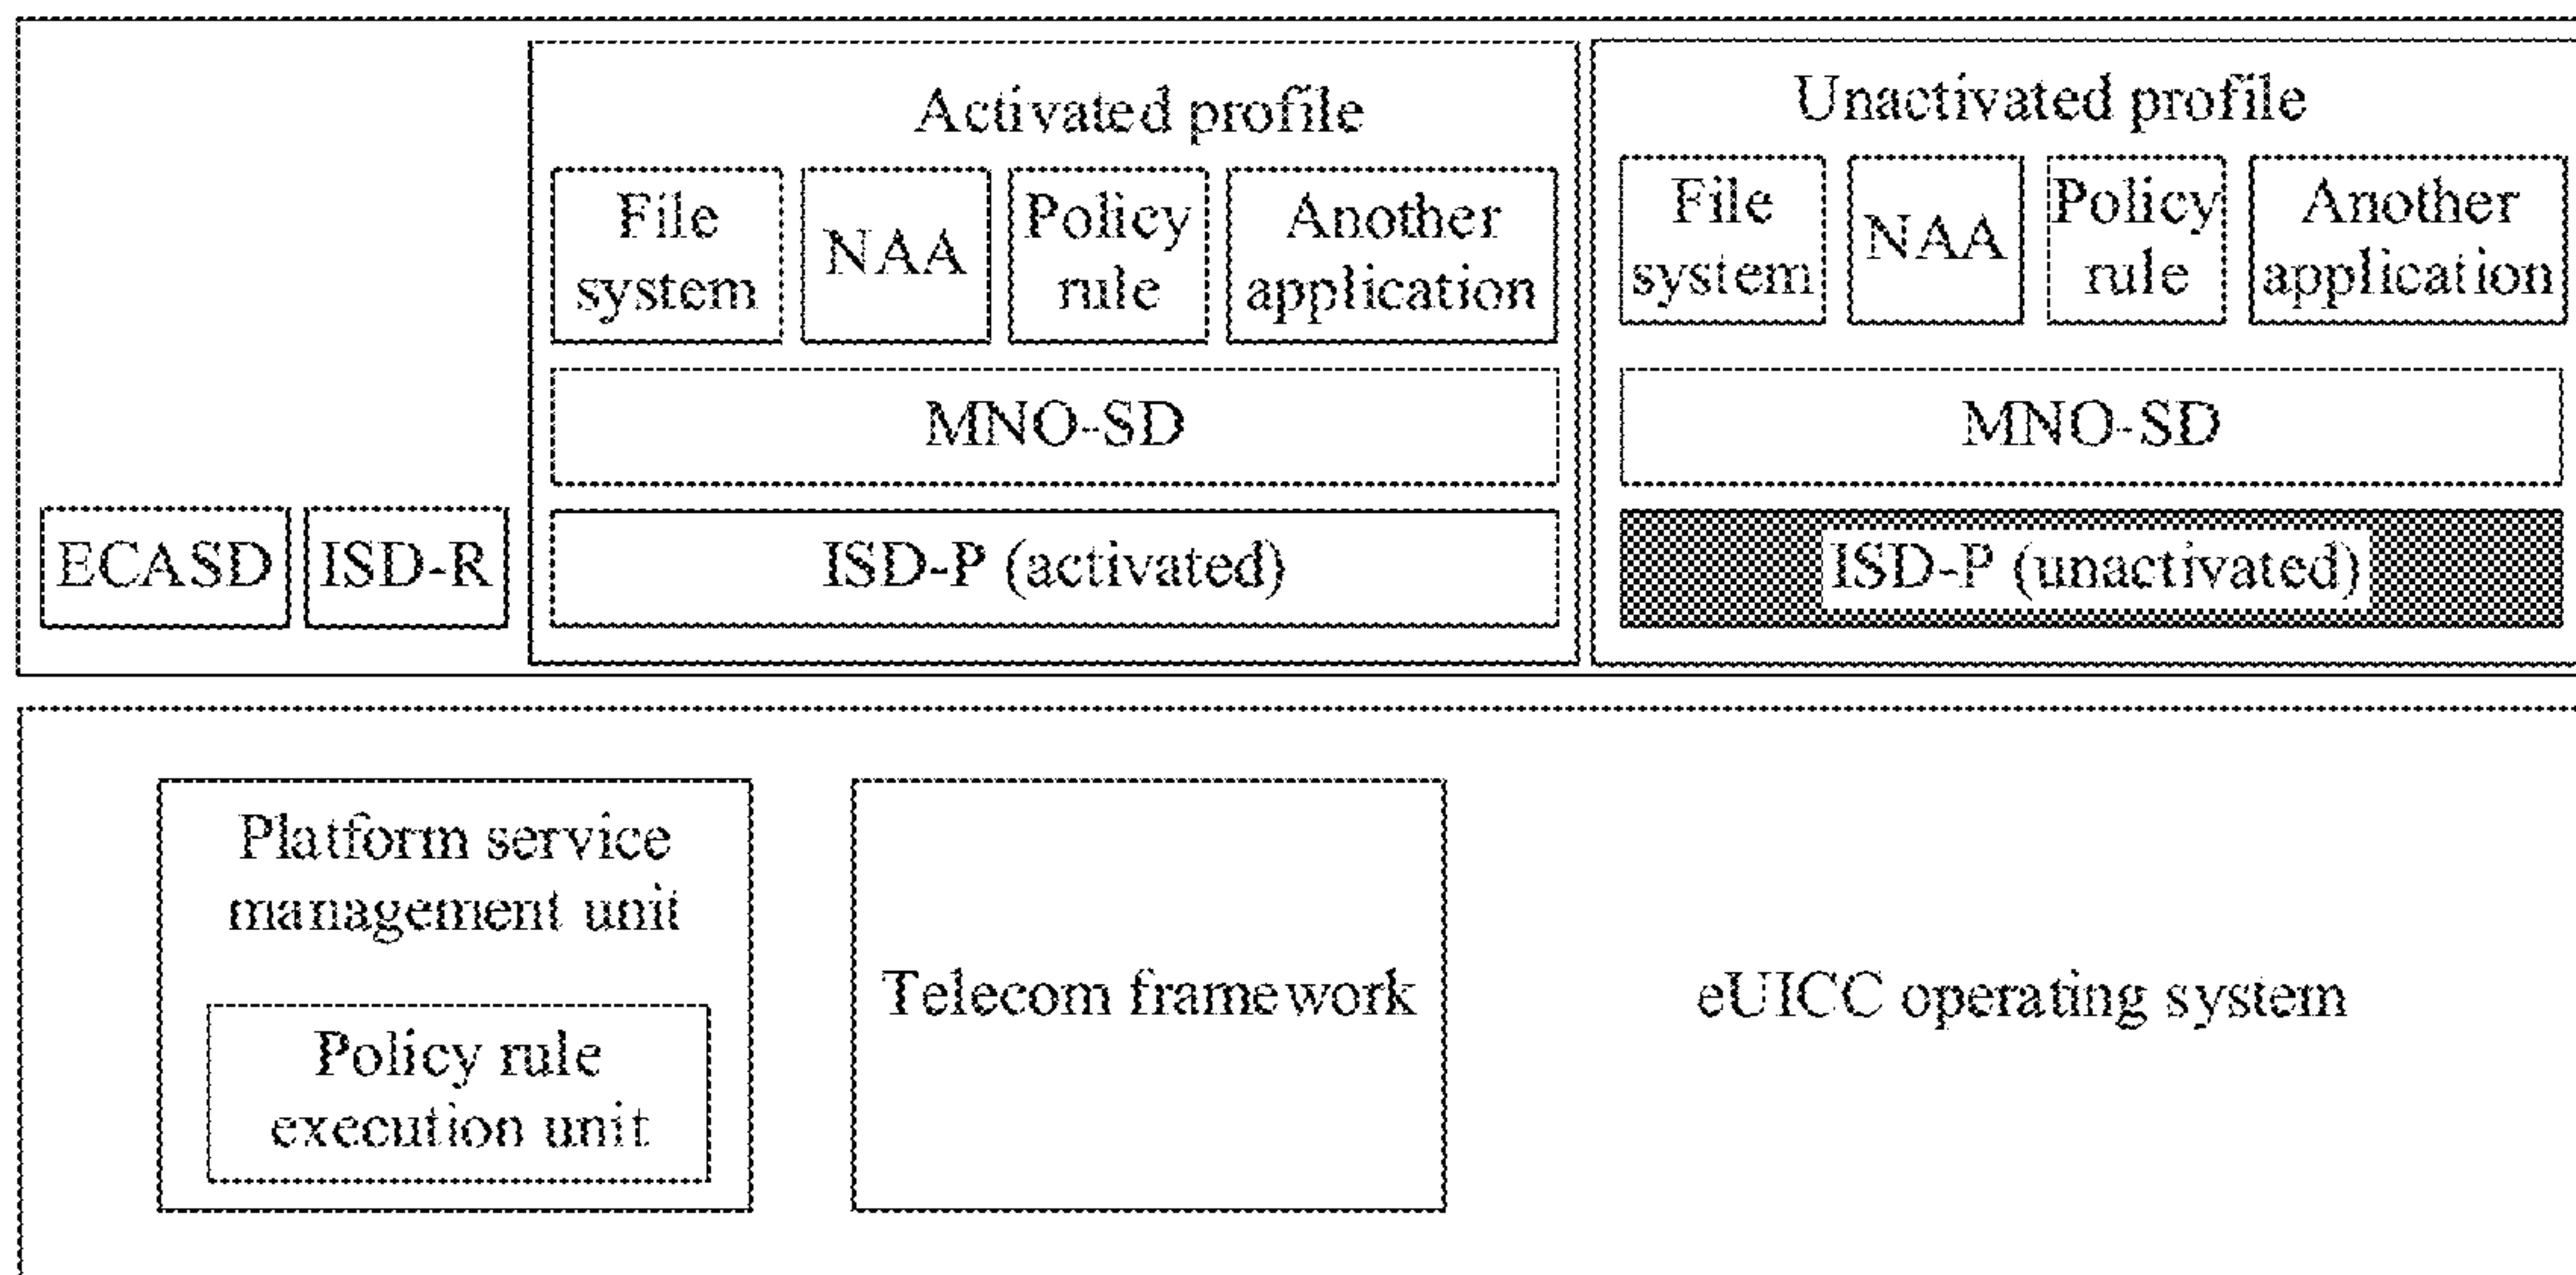 Activated profile
File
system
NAA
Policy
rule
Another
application
MNO-SD
ISD-P (activated)
Unactivated profile
File
system
NAA
Policy
rule
Another
application
MNO-SD
ISD-P (unactivated)
ECASD
ISD-R
Platform service
management unit
Policy rule
execution unit
Telecom framework
eUICC operating system